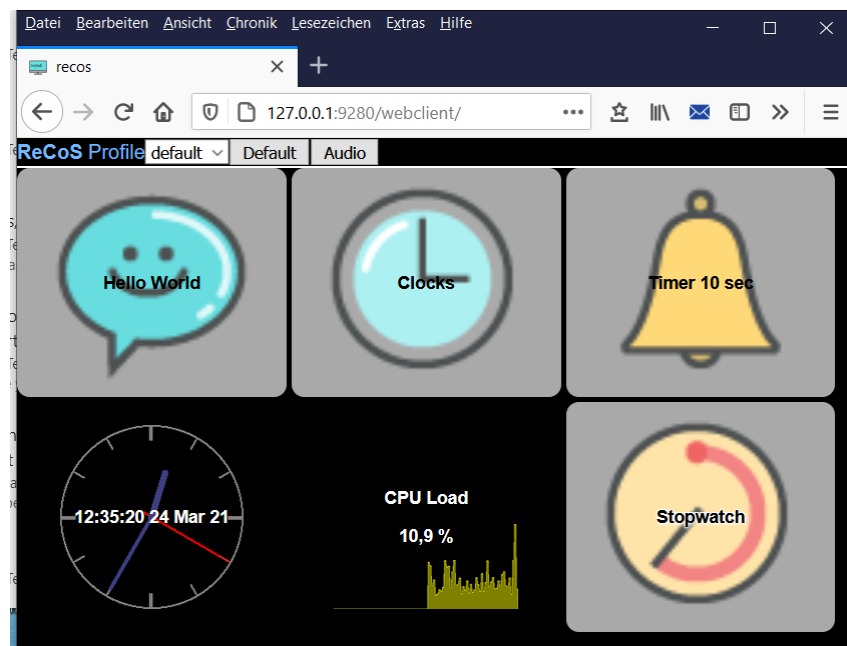 Datei Bearbeiten Ansicht Chronik Lesezeichen Extras Hilfe
recos
127.0.0.1:9280/webclient/
ReCoS Profile default Default Audio
Hello World Clocks Timer 10 sec
CPU Load
12:35:20 24 Mar 21 Stopwatch
10,9 %